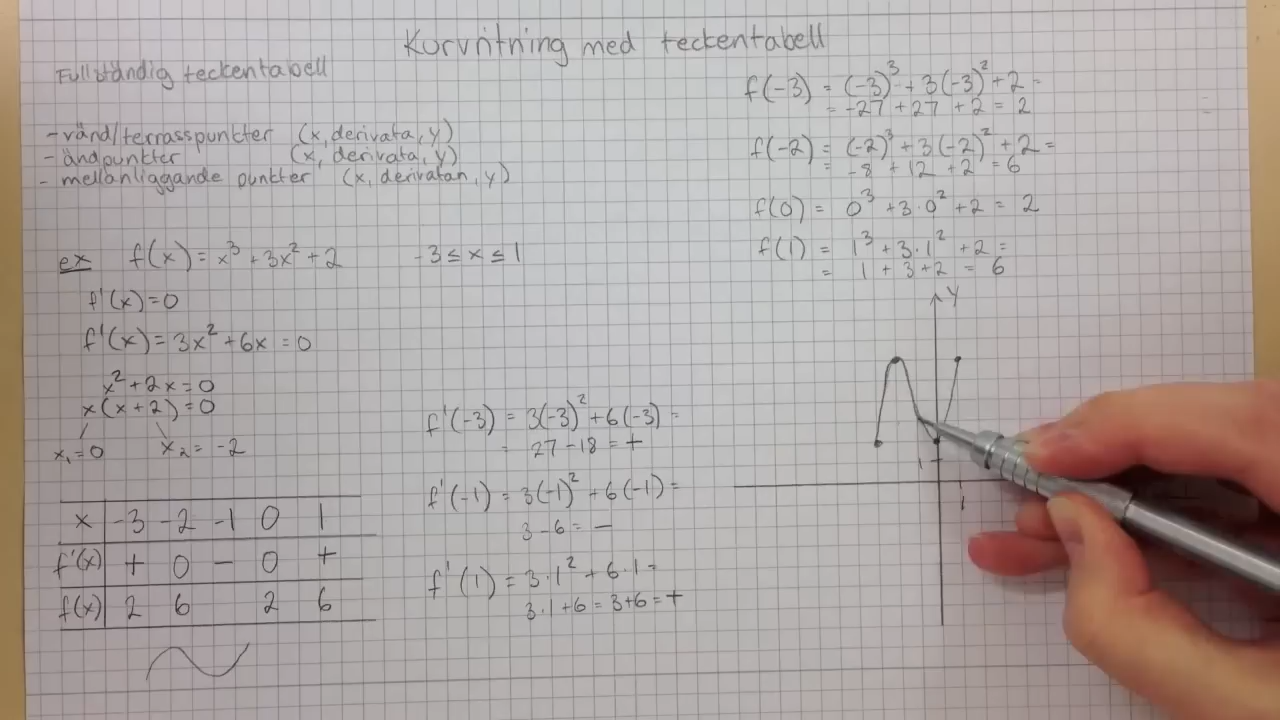 Kurvritning med teckentabell
Fullständig teckentabell
- vänd/terrasspunkter (x, derivata, y)
- ändpunkter (x, derivata, y)
- mellanliggande punkter (x, derivatan, y)
ex f(x) = x³ + 3x² + 2 -3 ≤ x ≤ 1
f'(x) = 0
f'(x) = 3x² + 6x = 0
x² + 2x = 0
x(x + 2) = 0
x₁ = 0 x₂ = -2
x -3 -2 -1 0 1
f'(x) + 0 - 0 +
f(x) 2 6 2 6
f'(-3) = 3(-3)² + 6(-3) =
= 27 - 18 = +
f'(-1) = 3(-1)² + 6(-1) =
3 - 6 = -
f'(1) = 3·1² + 6·1 =
3·1 + 6 = 3+6 = +
f(-3) = (-3)³ + 3(-3)² + 2 =
= -27 + 27 + 2 = 2
f(-2) = (-2)³ + 3(-2)² + 2 =
= -8 + 12 + 2 = 6
f(0) = 0³ + 3·0² + 2 = 2
f(1) = 1³ + 3·1² + 2 =
= 1 + 3 + 2 = 6
y
1
1